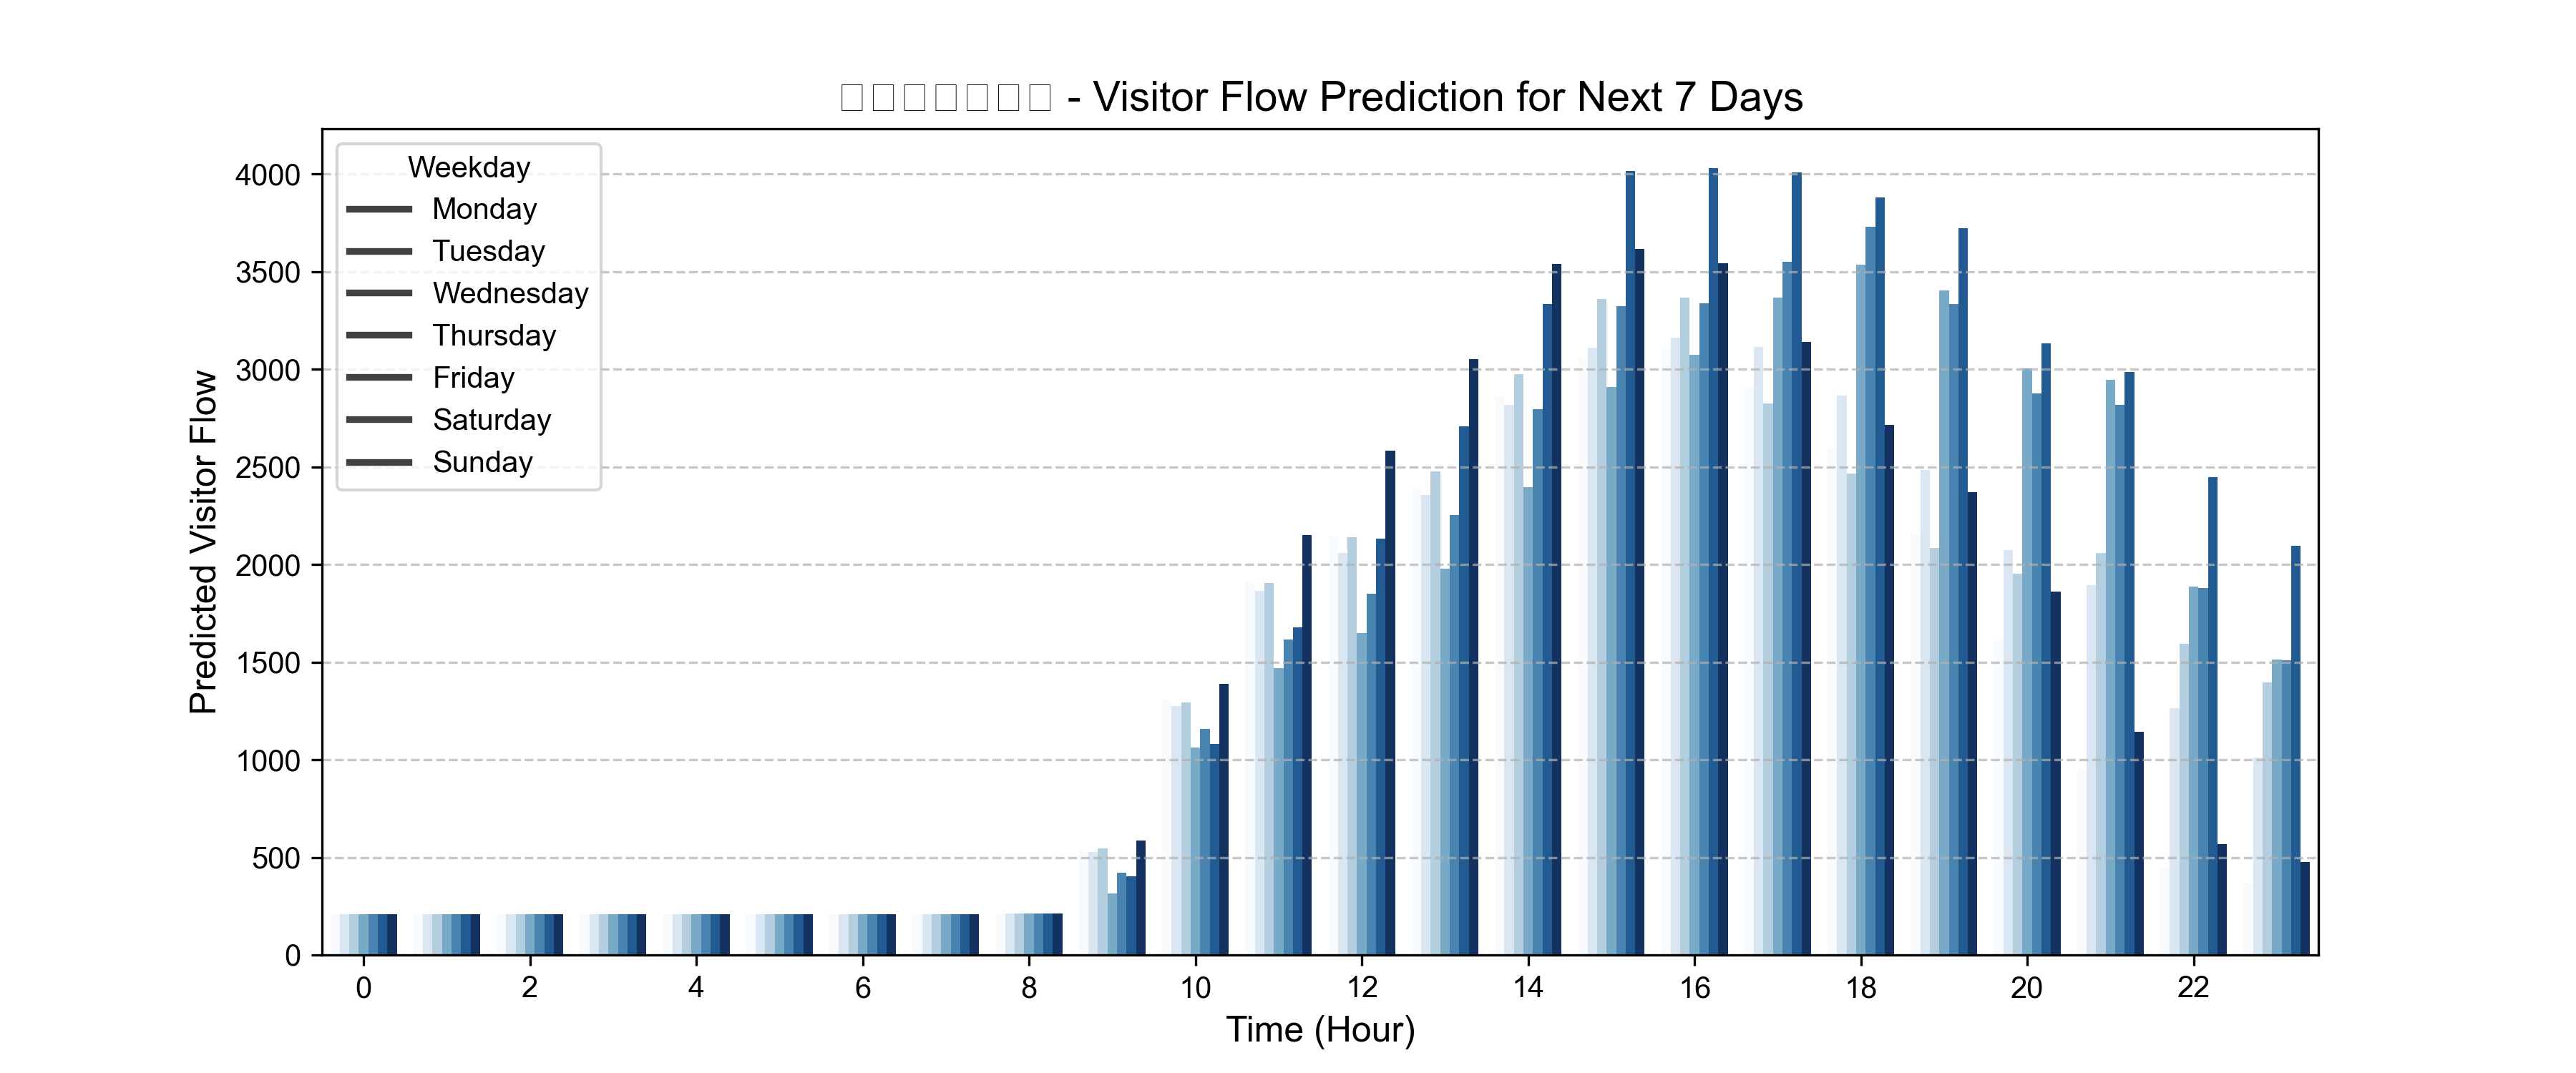 □□□□□□□ - Visitor Flow Prediction for Next 7 Days
Weekday
Monday
Tuesday
Wednesday
Thursday
Friday
Saturday
Sunday
Predicted Visitor Flow
4000
3500
3000
2500
2000
1500
1000
500
0
0 2 4 6 8 10 12 14 16 18 20 22
Time (Hour)